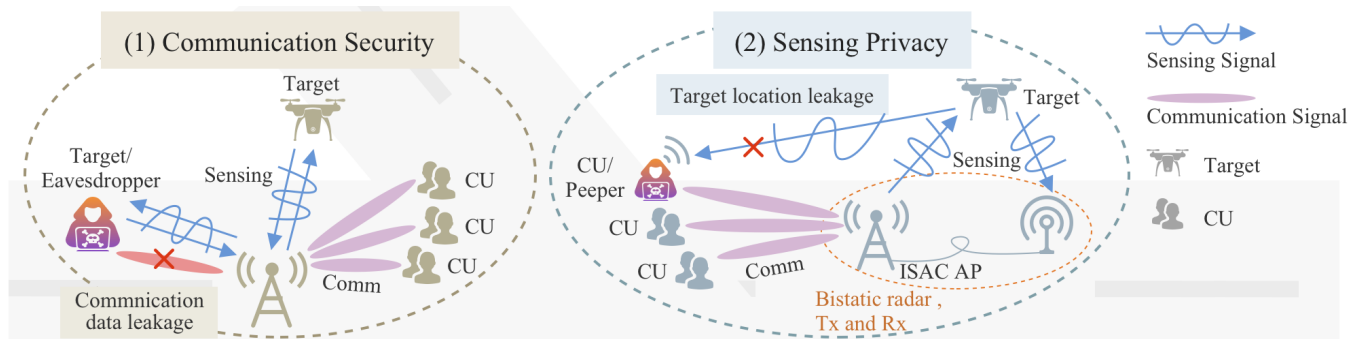 (1) Communication Security
Target
Target/
Eavesdropper
Sensing
CU
CU
CU
Comm
Commnication
data leakage
(2) Sensing Privacy
Target location leakage
Target
CU/
Peeper
Sensing
CU
CU
Comm
ISAC AP
Bistatic radar ,
Tx and Rx
Sensing Signal
Communication Signal
Target
CU